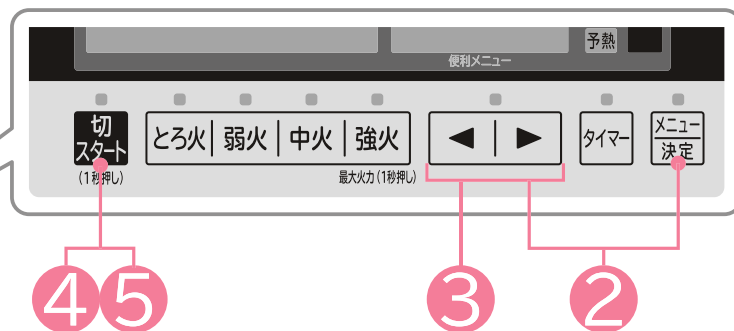 予熱
便利メニュー
切
スタート
(1秒押し)
とろ火 弱火 中火 強火
最大火力(1秒押し)
◀ ▶
タイマー
メニュー
決定
4 5 3 2